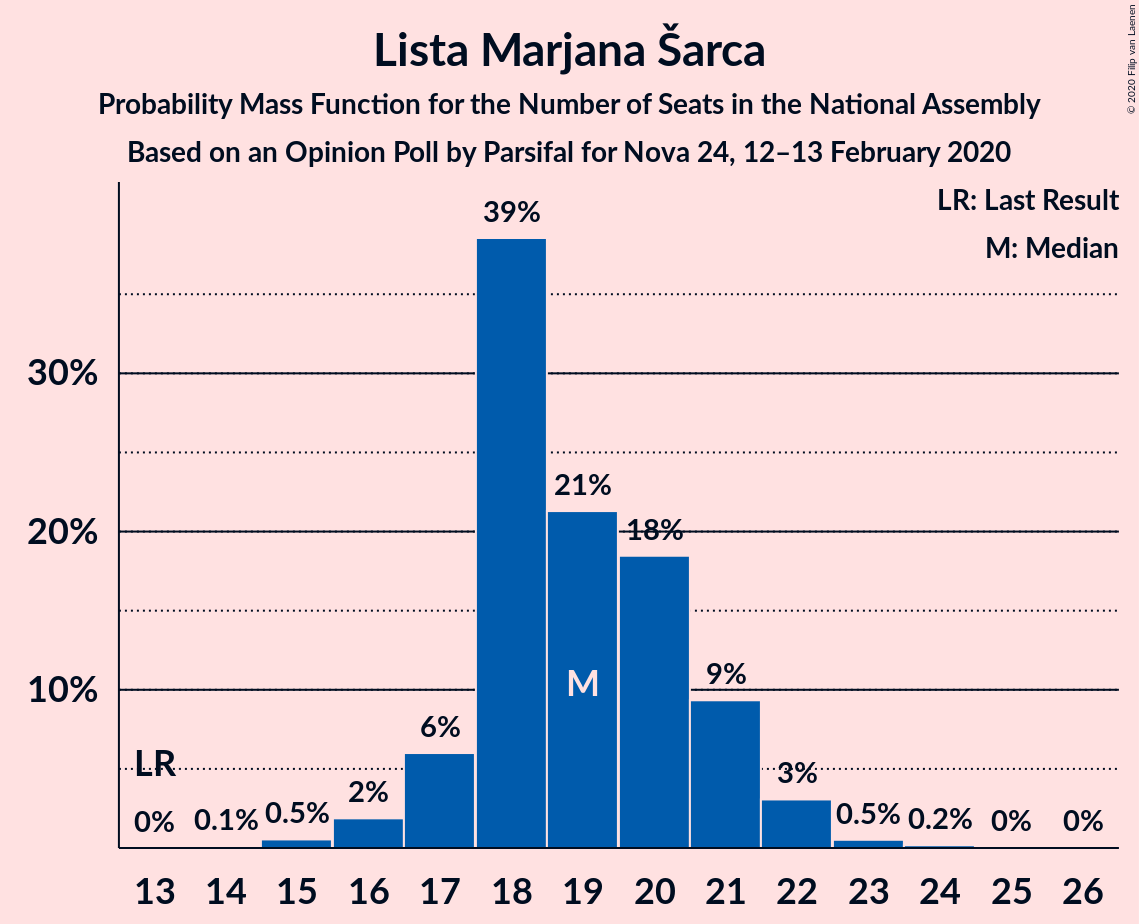 Lista Marjana Šarca
Probability Mass Function for the Number of Seats in the National Assembly
Based on an Opinion Poll by Parsifal for Nova 24, 12–13 February 2020
© 2020 Filip van Laenen
LR: Last Result
M: Median
39%
30%
21%
20%
18%
M
10%
9%
6%
LR
3%
2%
0%
0.1%
0.5%
0.5%
0.2%
0%
0%
13 14 15 16 17 18 19 20 21 22 23 24 25 26